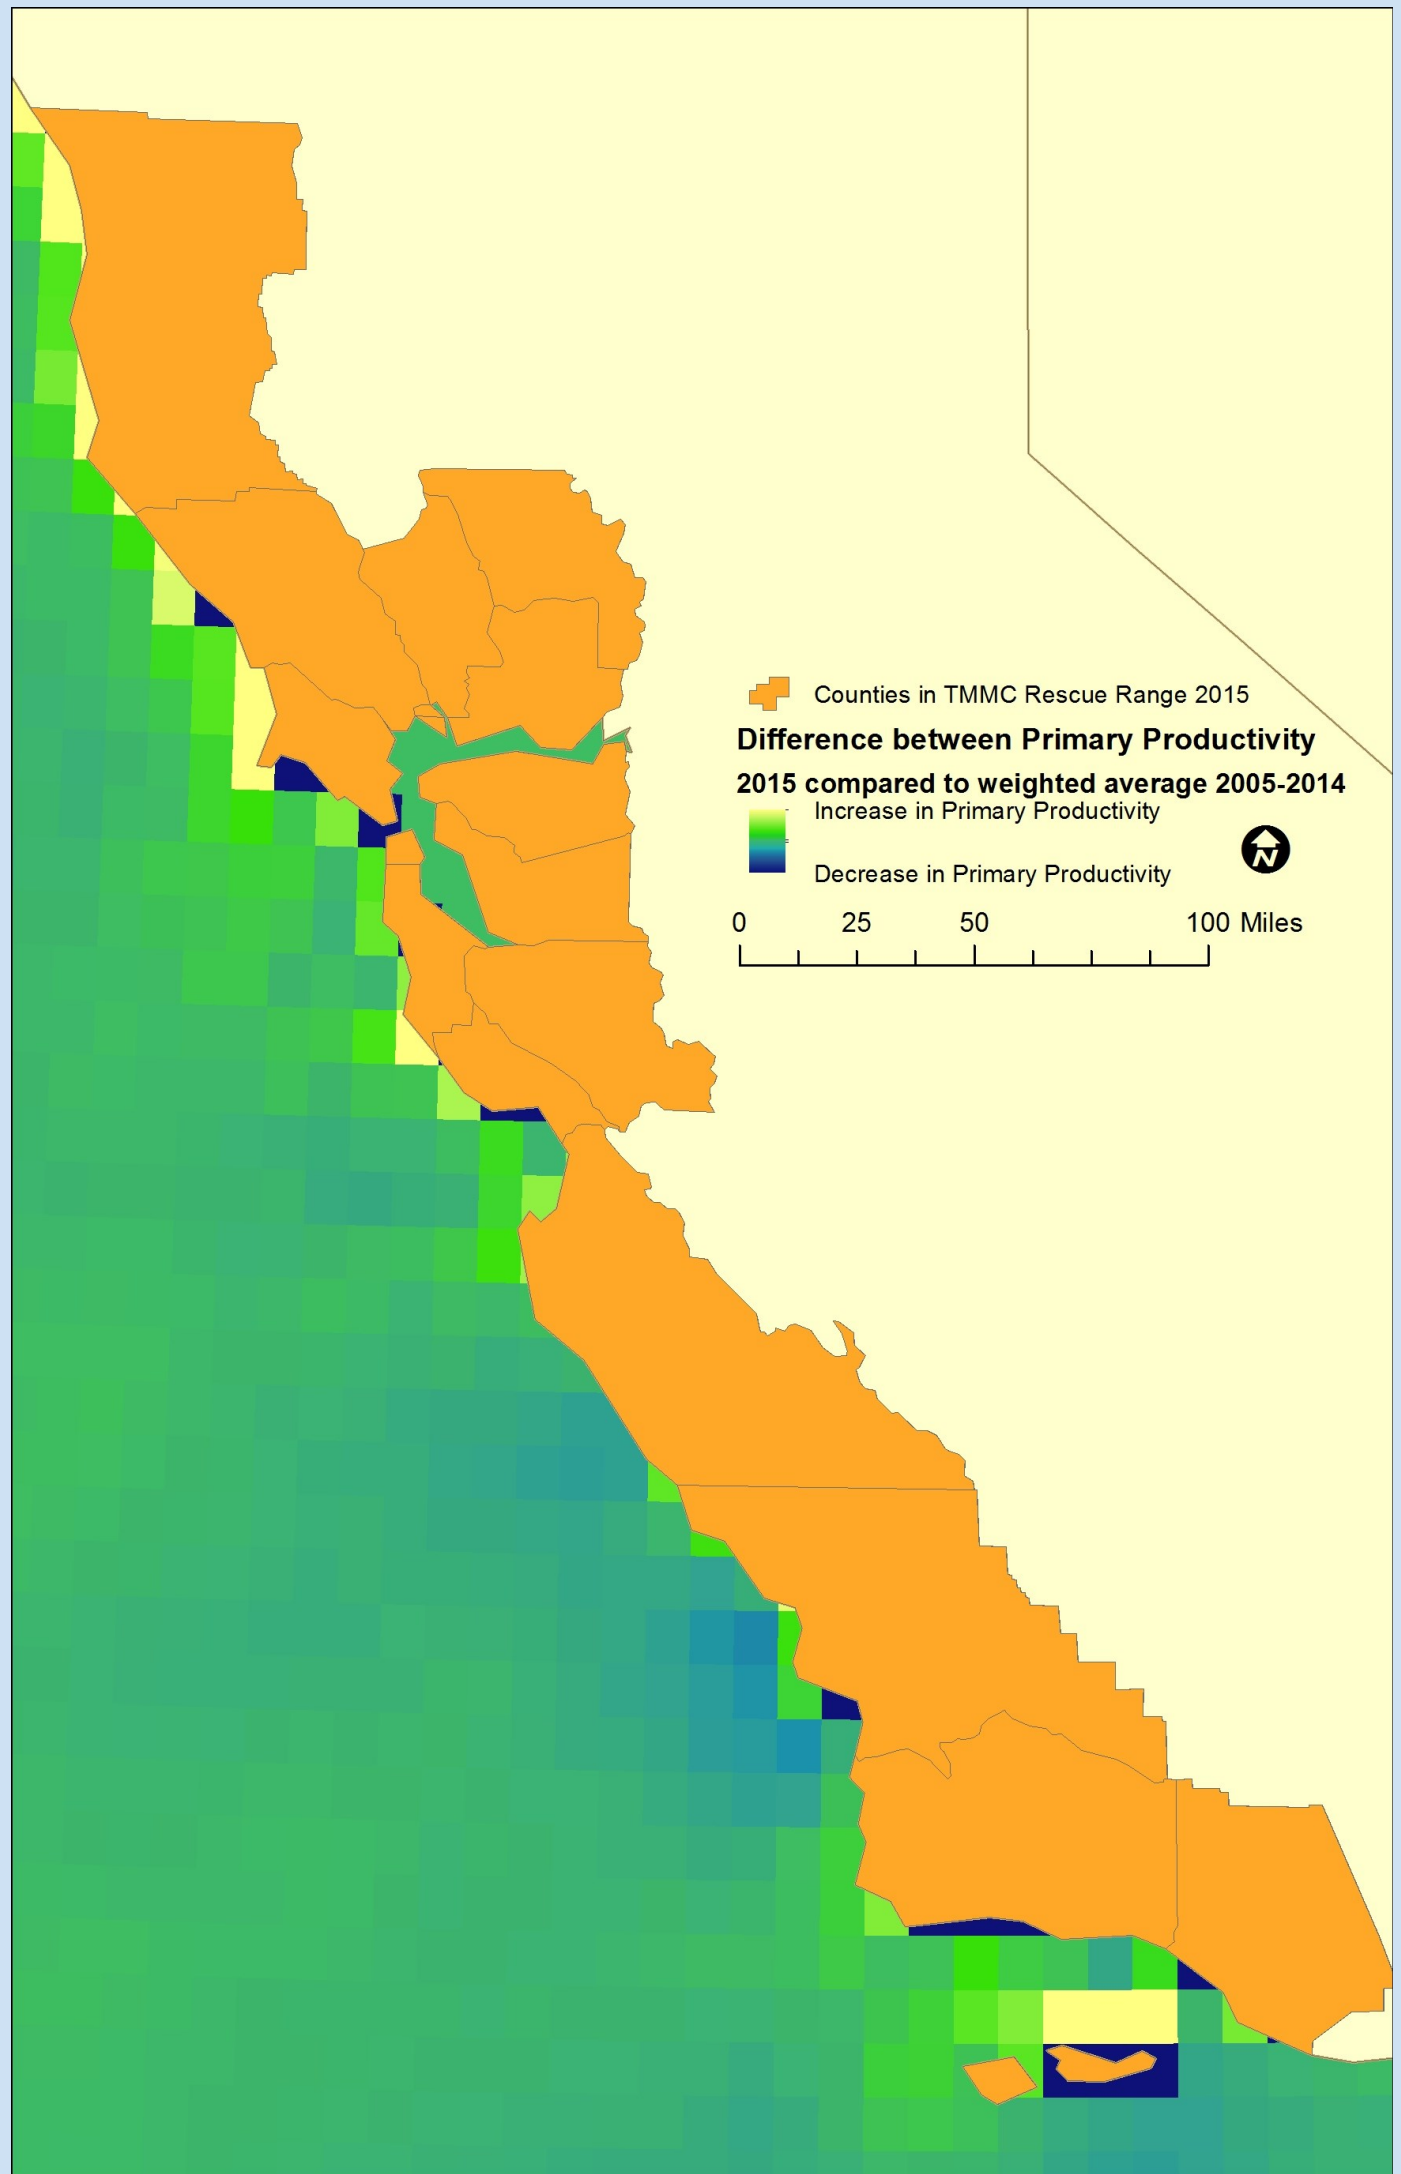 Counties in TMMC Rescue Range 2015
Difference between Primary Productivity
2015 compared to weighted average 2005-2014
Increase in Primary Productivity
N
Decrease in Primary Productivity
0 25 50 100 Miles